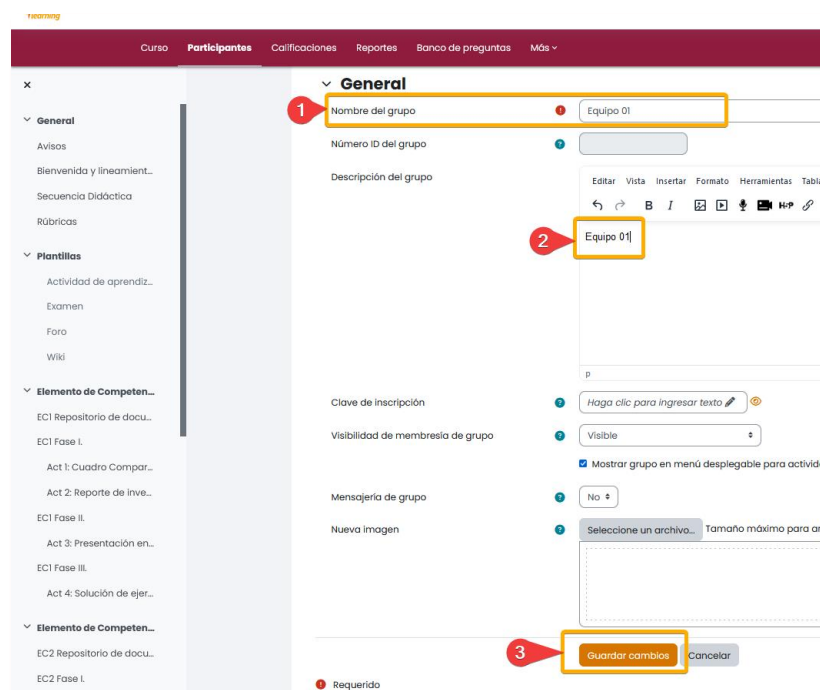 Curso Participantes Calificaciones Reportes Banco de preguntas Más
×
General
Avisos
Bienvenida y lineamient...
Secuencia Didáctica
Rúbricas
Plantillas
Actividad de aprendiz...
Examen
Foro
Wiki
Elemento de Competen...
EC1 Repositorio de docu...
EC1 Fase I.
Act 1: Cuadro Compar...
Act 2: Reporte de inve...
EC1 Fase II.
Act 3: Presentación en...
EC1 Fase III.
Act 4: Solución de ejer...
Elemento de Competen...
EC2 Repositorio de docu...
EC2 Fase I.
General
1 Nombre del grupo Equipo 01
Número ID del grupo
Descripción del grupo
Editar Vista Insertar Formato Herramientas Tabla
B I H-P
2 Equipo 01
p
Clave de inscripción Haga clic para ingresar texto
Visibilidad de membresía de grupo Visible
Mostrar grupo en menú desplegable para activid
Mensajería de grupo No
Nueva imagen Seleccione un archivo... Tamaño máximo para ar
3 Guardar cambios Cancelar
Requerido